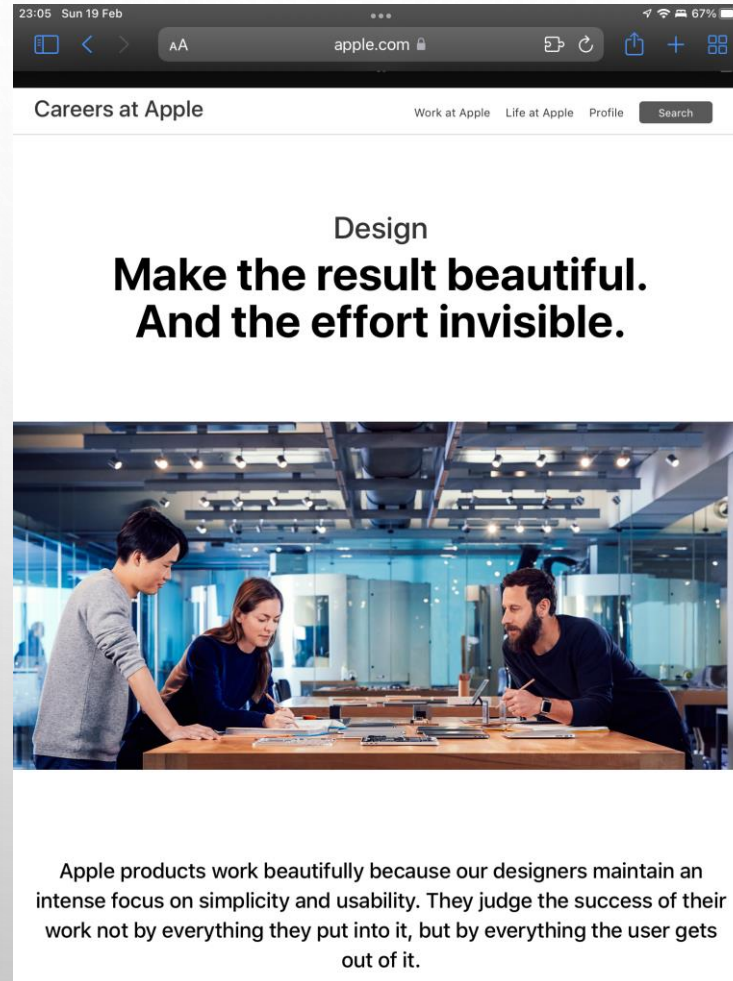 23:05 Sun 19 Feb
67%
AA
apple.com
Careers at Apple
Work at Apple Life at Apple Profile Search
Design
Make the result beautiful.
And the effort invisible.
Apple products work beautifully because our designers maintain an
intense focus on simplicity and usability. They judge the success of their
work not by everything they put into it, but by everything the user gets
out of it.